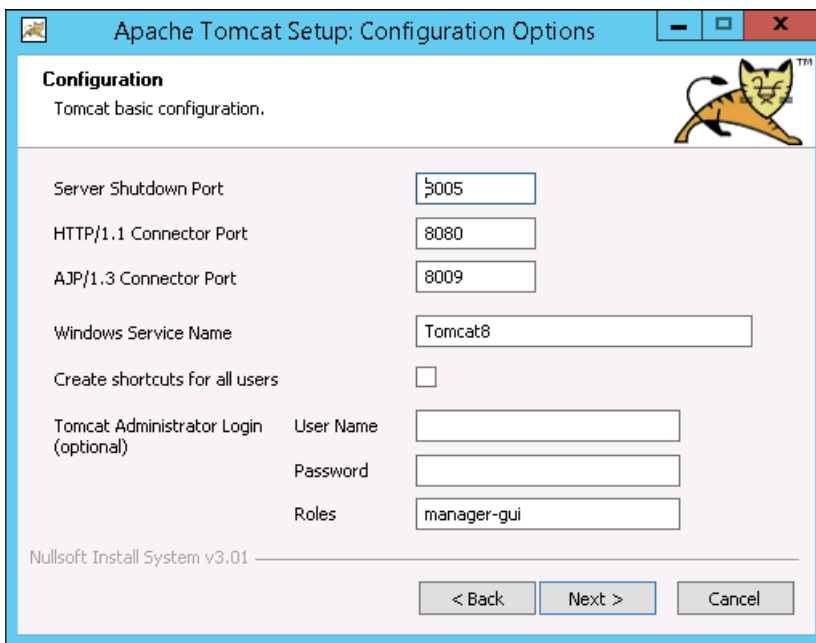 Apache Tomcat Setup: Configuration Options
Configuration
Tomcat basic configuration.
TM
Server Shutdown Port 8005
HTTP/1.1 Connector Port 8080
AJP/1.3 Connector Port 8009
Windows Service Name Tomcat8
Create shortcuts for all users
Tomcat Administrator Login User Name
(optional)
Password
Roles manager-gui
Nullsoft Install System v3.01
< Back Next > Cancel